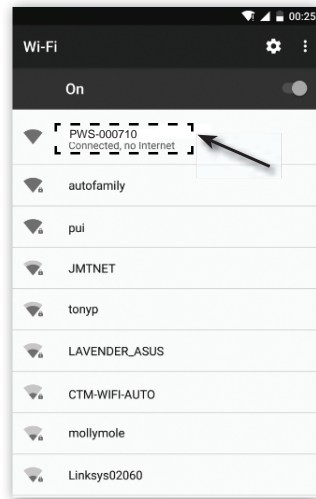 00:25
Wi-Fi
On
PWS-000710
Connected, no Internet
autofamily
pui
JMTNET
tonyp
LAVENDER_ASUS
CTM-WIFI-AUTO
mollymole
Linksys02060